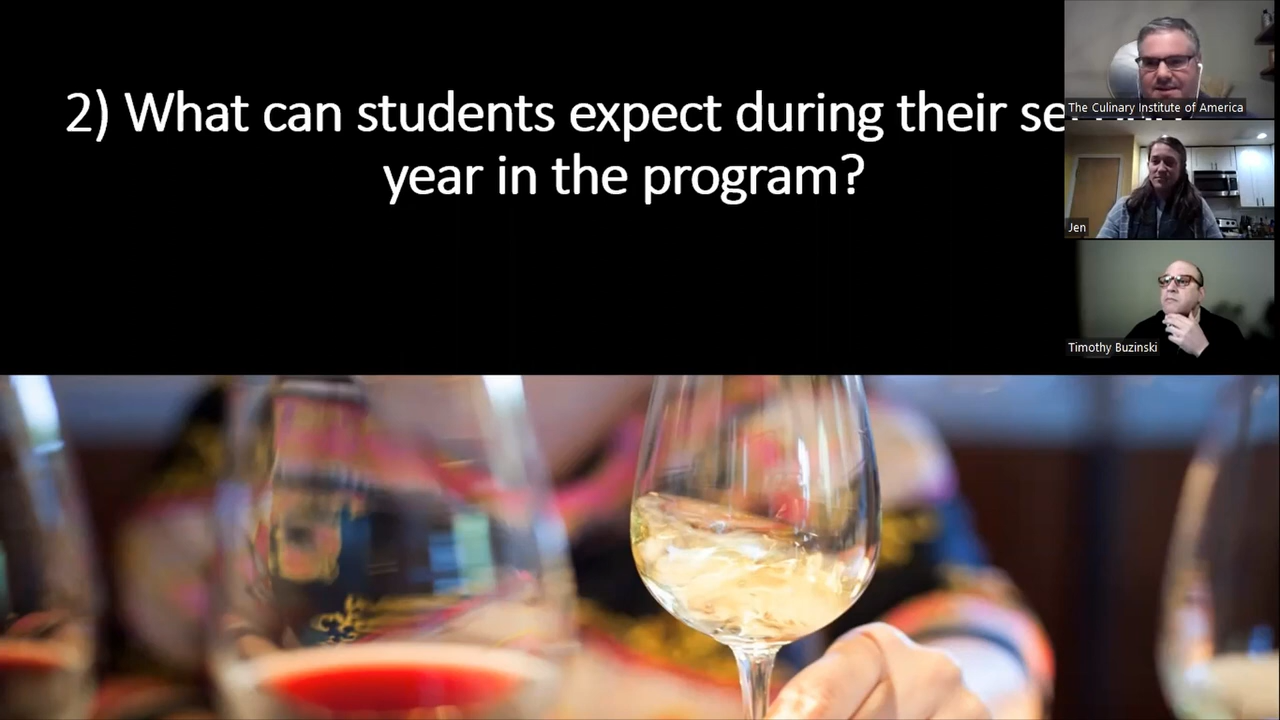 2) What can students expect during their
year in the program?
The Culinary Institute of America
Jen
Timothy Buzinski